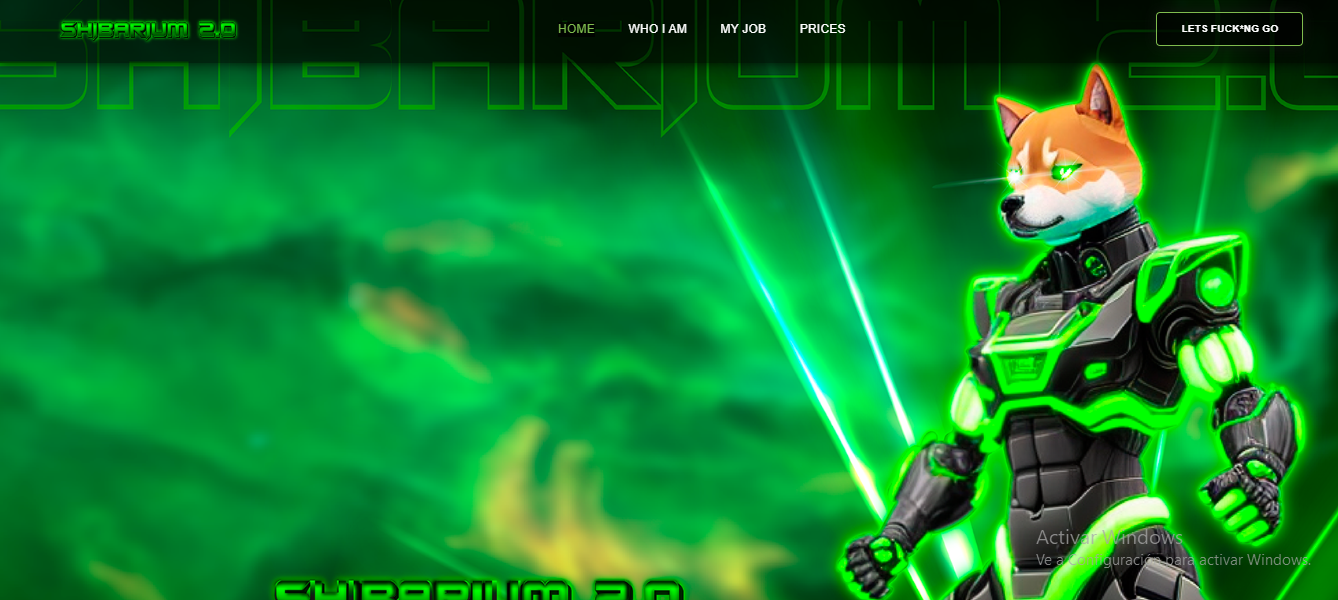 SHIBARIUM 2.0
SHIBARIUM 2.0
HOME
WHO I AM
MY JOB
PRICES
LETS FUCK*NG GO
Activar Windows
Ve a Configuración para activar Windows.
SHIBARIUM 2.0